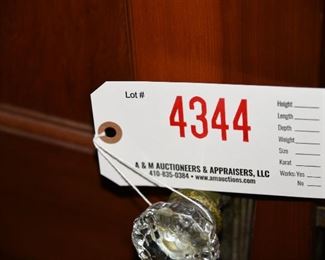 Lot #
4344
Height
Length
Depth
Weight
Size
Karat
Works: Yes
No
A & M AUCTIONEERS & APPRAISERS, LLC
410-835-0384 • www.amauctions.com